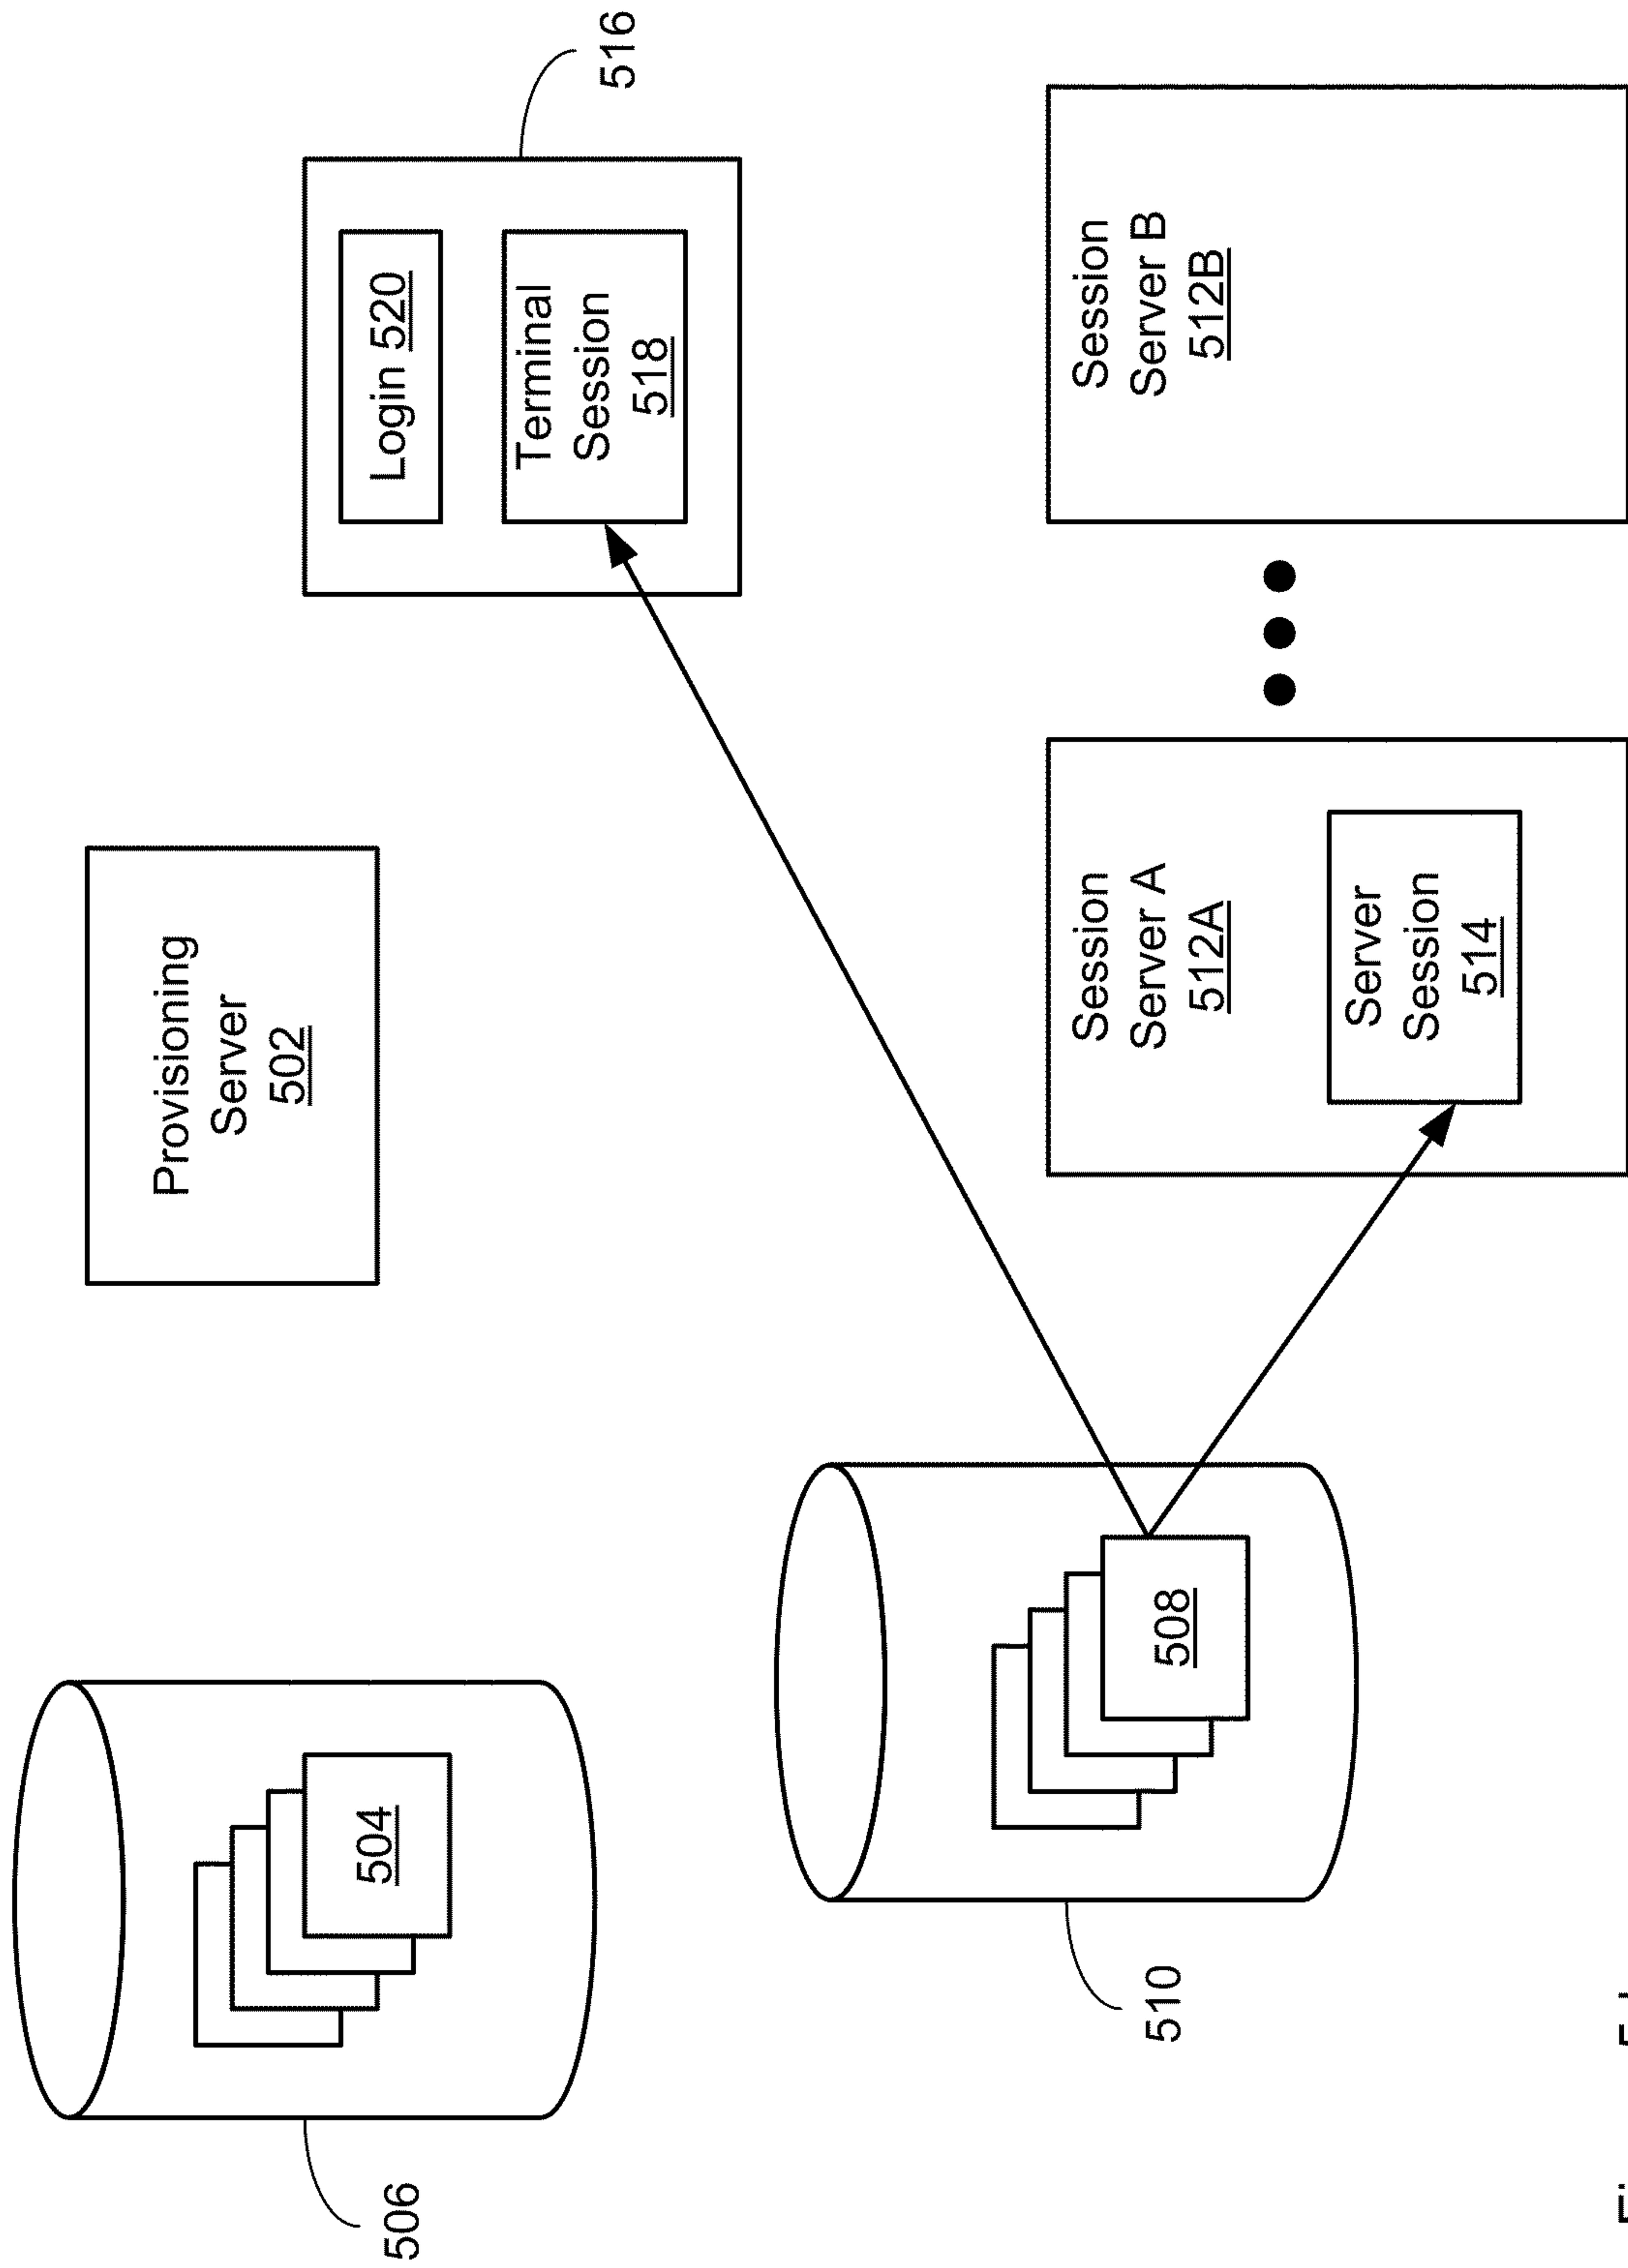 506
504
Provisioning
Server
502
Login 520
Terminal
Session
518
516
510
508
Session
Server A
512A
Server
Session
514
Session
Server B
512B